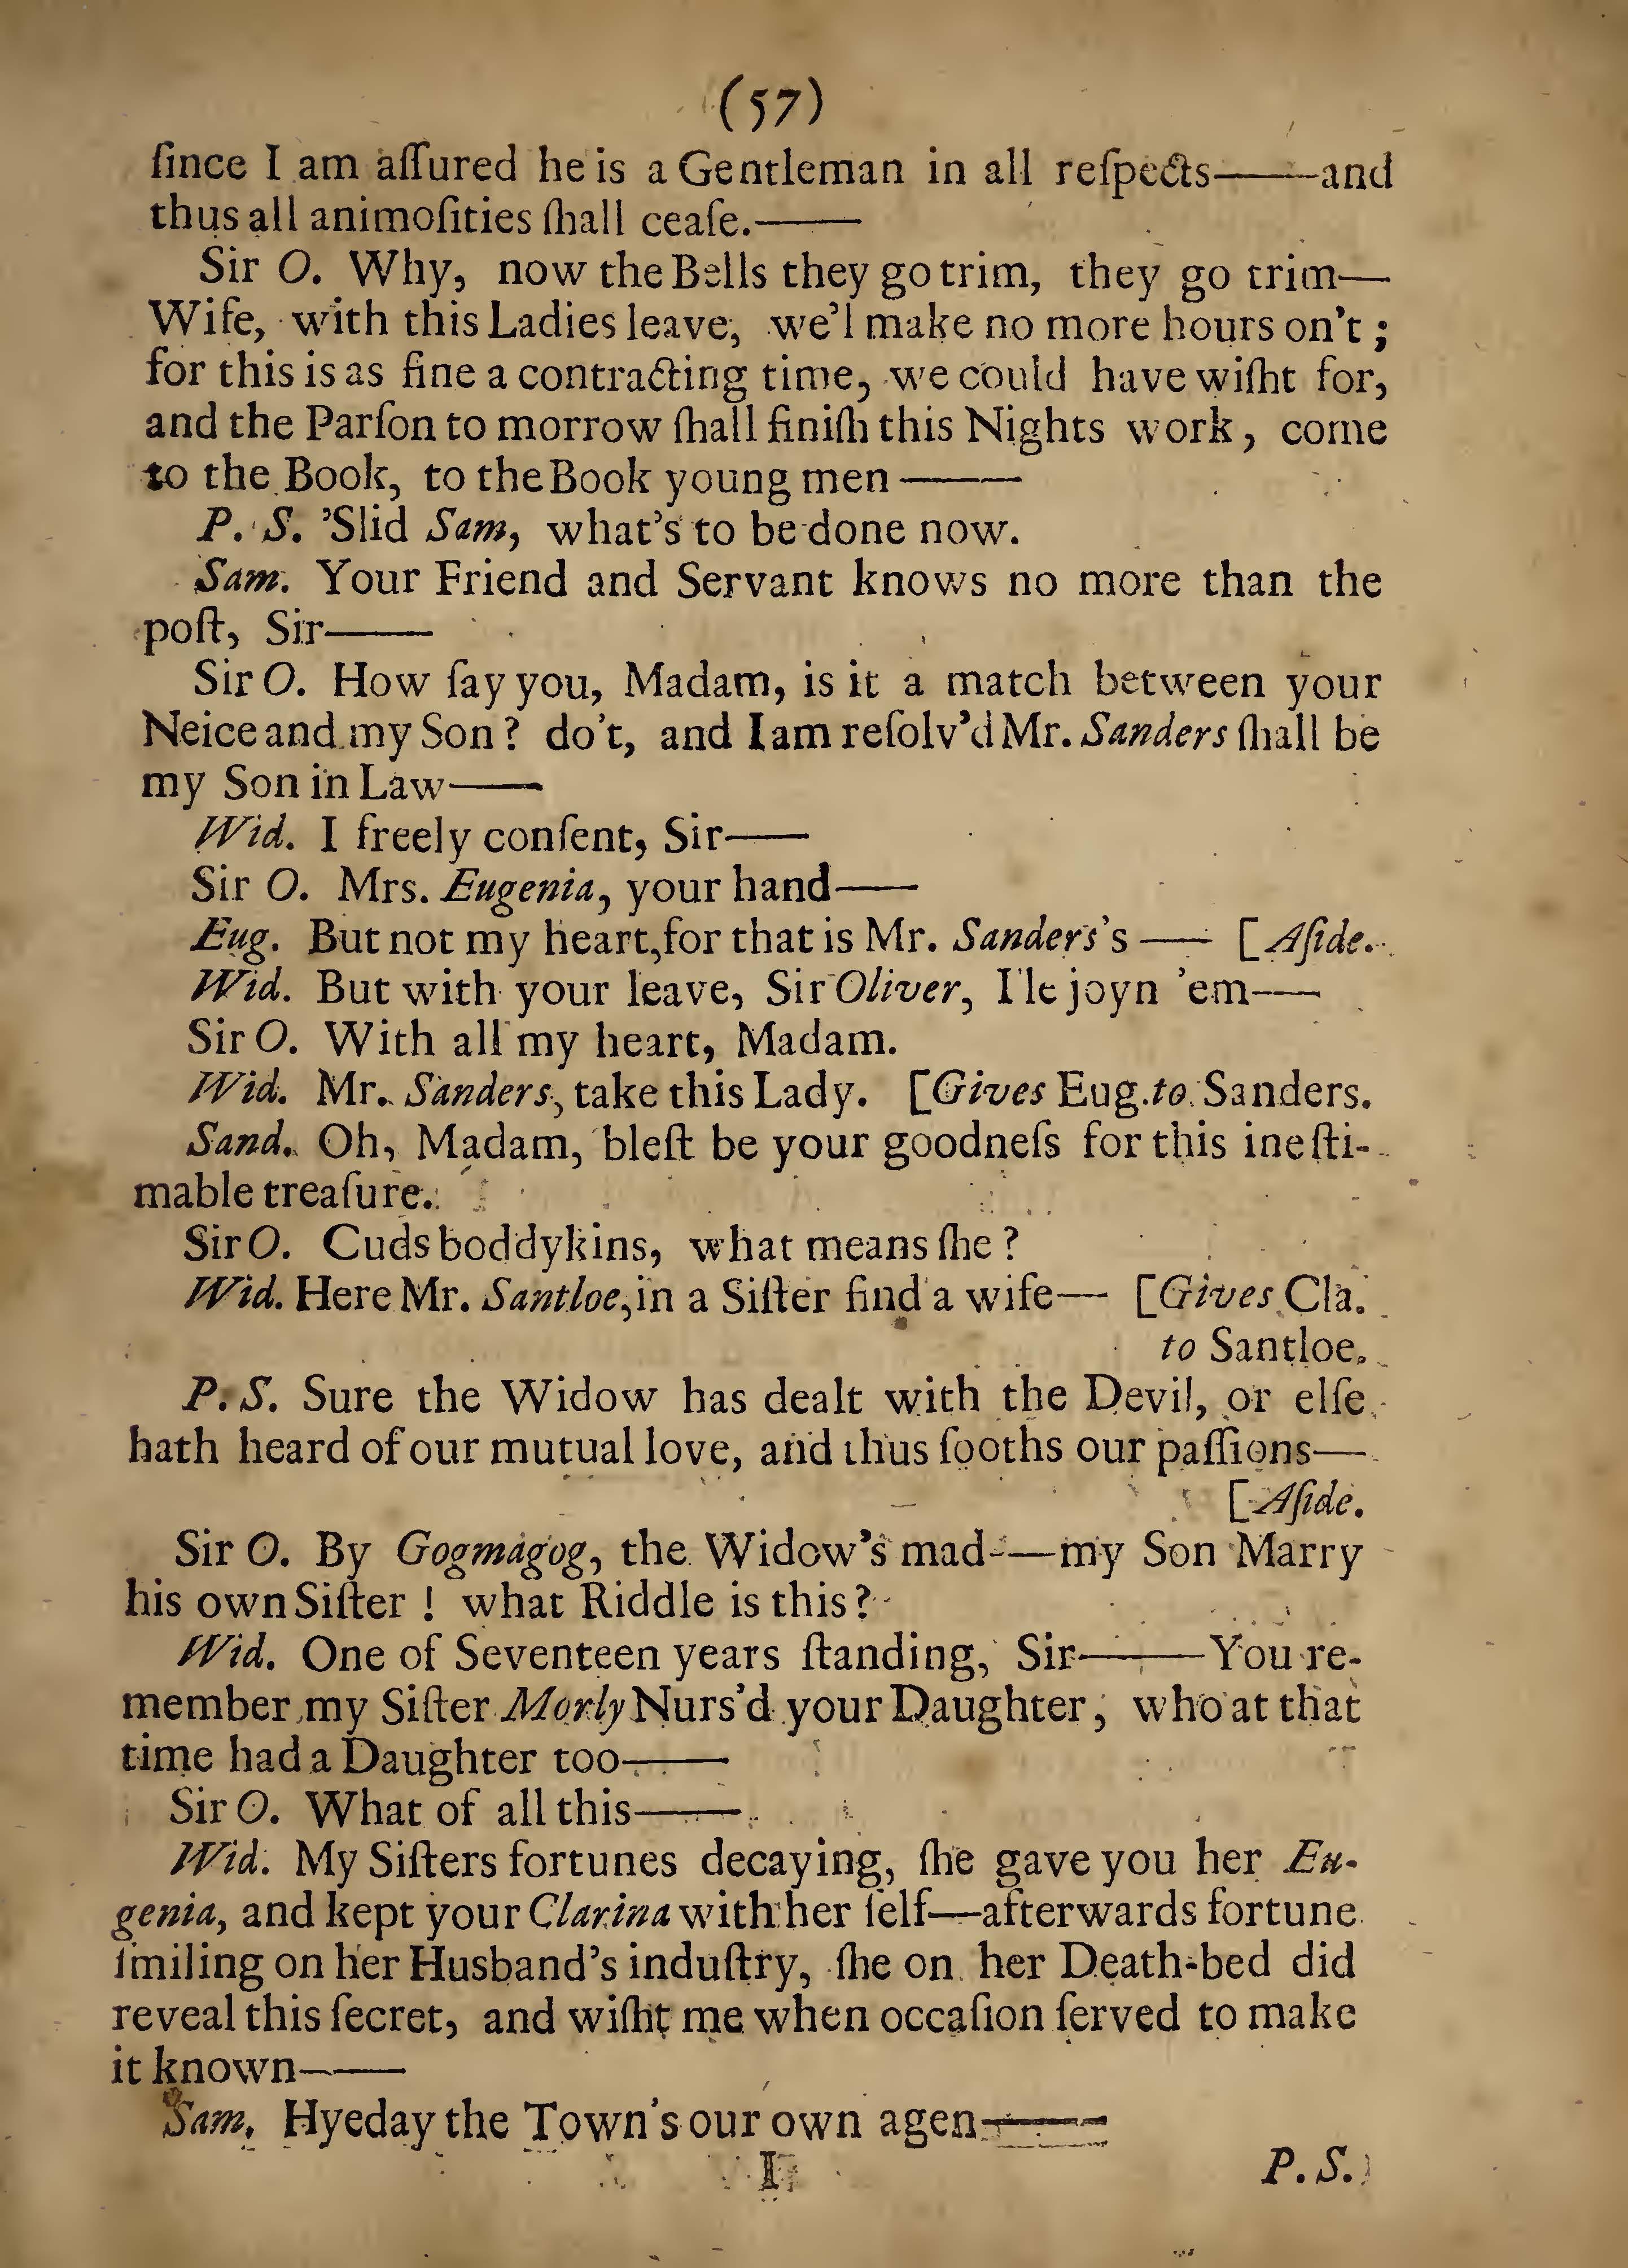 (57)
ſince I am aſſured he is a Gentleman in all reſpects——and
thus all animoſities ſhall ceaſe.——
Sir O. Why, now the Bells they go trim, they go trim—
Wife, with this Ladies leave, we'l make no more hours on't;
for this is as fine a contracting time, we could have wiſht for,
and the Parſon to morrow ſhall finiſh this Nights work, come
to the Book, to the Book young men——
P. S. 'Slid Sam, what's to be done now.
Sam. Your Friend and Servant knows no more than the
poſt, Sir——
Sir O. How ſay you, Madam, is it a match between your
Neice and my Son? do't, and I am reſolv'd Mr. Sanders ſhall be
my Son in Law——
Wid. I freely conſent, Sir——
Sir O. Mrs. Eugenia, your hand——
Eug. But not my heart, for that is Mr. Sanders's — [Aſide.
Wid. But with your leave, Sir Oliver, I'le joyn 'em——
Sir O. With all my heart, Madam.
Wid. Mr. Sanders, take this Lady. [Gives Eug. to Sanders.
Sand. Oh, Madam, bleſt be your goodneſs for this ineſti-
mable treaſure.
Sir O. Cuds boddykins, what means ſhe?
Wid. Here Mr. Santloe, in a Siſter find a wife— [Gives Cla.
to Santloe.
P. S. Sure the Widow has dealt with the Devil, or elſe
hath heard of our mutual love, and thus ſooths our paſſions—
[Aſide.
Sir O. By Gogmagog, the Widow's mad-—my Son Marry
his own Siſter! what Riddle is this?
Wid. One of Seventeen years ſtanding, Sir——You re-
member my Siſter Morly Nurs'd your Daughter, who at that
time had a Daughter too——
Sir O. What of all this——
Wid. My Siſters fortunes decaying, ſhe gave you her Eu-
genia, and kept your Clarina with her ſelf—afterwards fortune
ſmiling on her Husband's induſtry, ſhe on her Death-bed did
reveal this ſecret, and wiſht me when occaſion ſerved to make
it known——
Sam. Hyeday the Town's our own agen——
I
P. S.